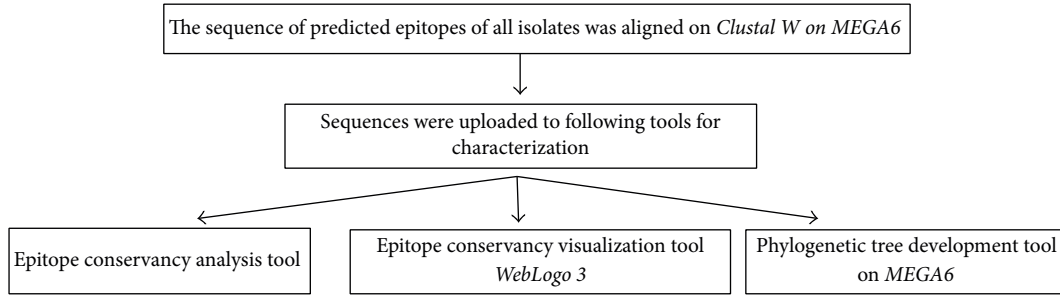 The sequence of predicted epitopes of all isolates was aligned on Clustal W on MEGA6
Sequences were uploaded to following tools for
characterization
Epitope conservancy analysis tool
Epitope conservancy visualization tool
WebLogo 3
Phylogenetic tree development tool
on MEGA6